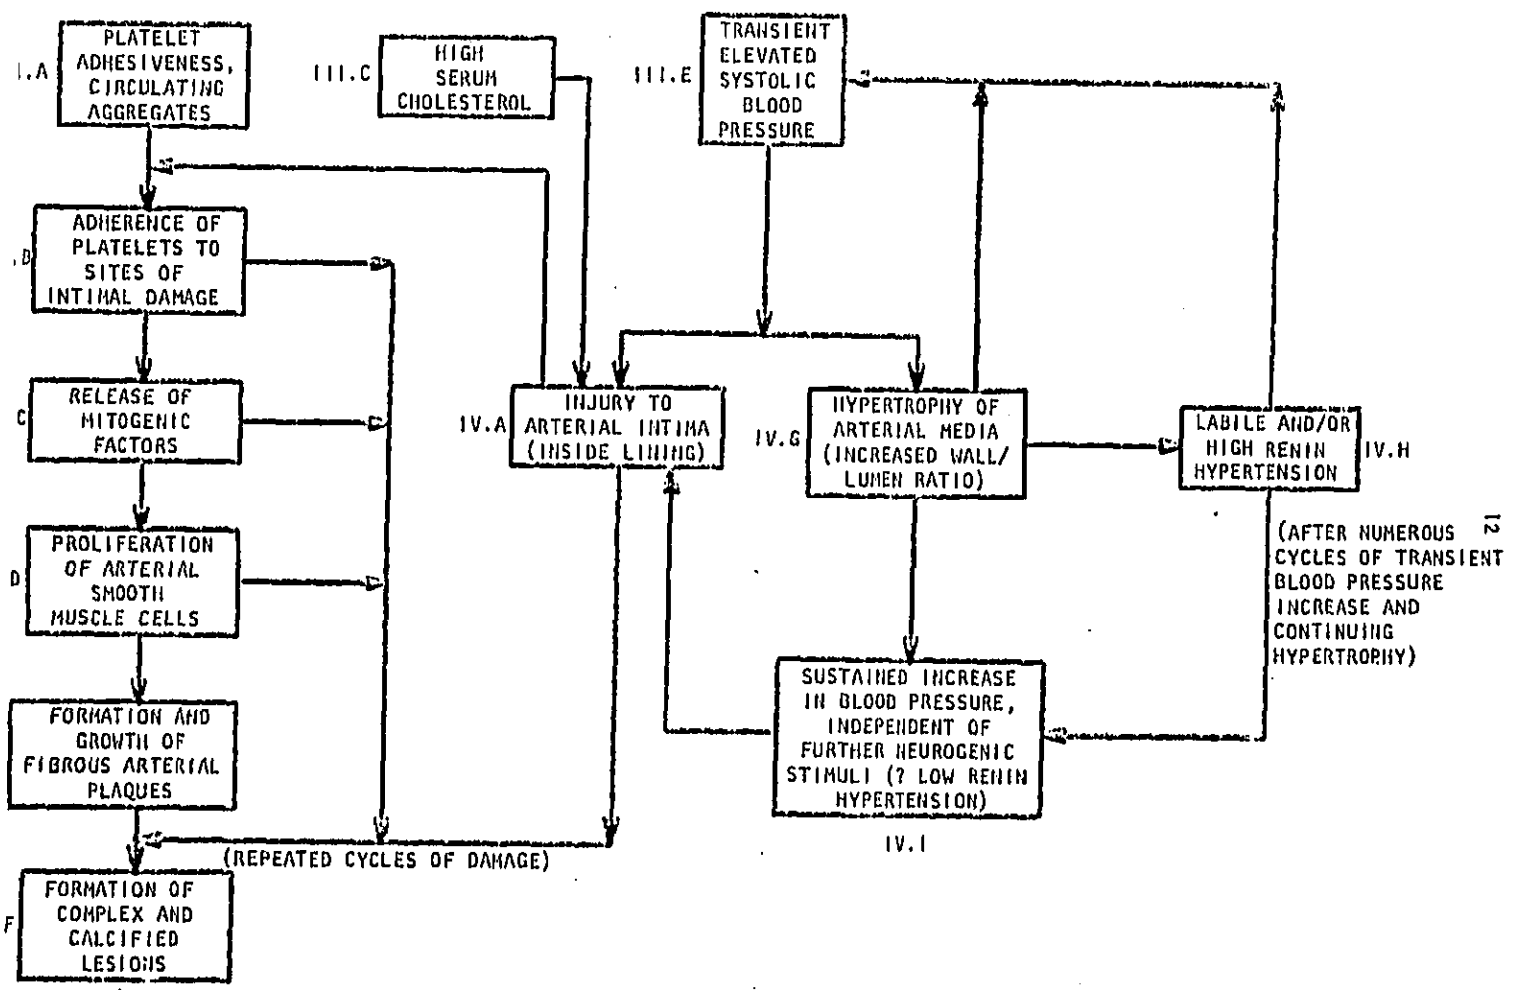 I.A
PLATELET
ADHESIVENESS,
CIRCULATING
AGGREGATES
III.C
HIGH
SERUM
CHOLESTEROL
III.E
TRANSIENT
ELEVATED
SYSTOLIC
BLOOD
PRESSURE
.B
ADHERENCE OF
PLATELETS TO
SITES OF
INTIMAL DAMAGE
C
RELEASE OF
MITOGENIC
FACTORS
IV.A
INJURY TO
ARTERIAL INTIMA
(INSIDE LINING)
IV.G
HYPERTROPHY OF
ARTERIAL MEDIA
(INCREASED WALL/
LUMEN RATIO)
LABILE AND/OR
HIGH RENIN
HYPERTENSION
IV.H
12
(AFTER NUMEROUS
CYCLES OF TRANSIENT
BLOOD PRESSURE
INCREASE AND
CONTINUING
HYPERTROPHY)
D
PROLIFERATION
OF ARTERIAL
SMOOTH
MUSCLE CELLS
FORMATION AND
GROWTH OF
FIBROUS ARTERIAL
PLAQUES
SUSTAINED INCREASE
IN BLOOD PRESSURE,
INDEPENDENT OF
FURTHER NEUROGENIC
STIMULI (? LOW RENIN
HYPERTENSION)
IV.I
(REPEATED CYCLES OF DAMAGE)
F
FORMATION OF
COMPLEX AND
CALCIFIED
LESIONS